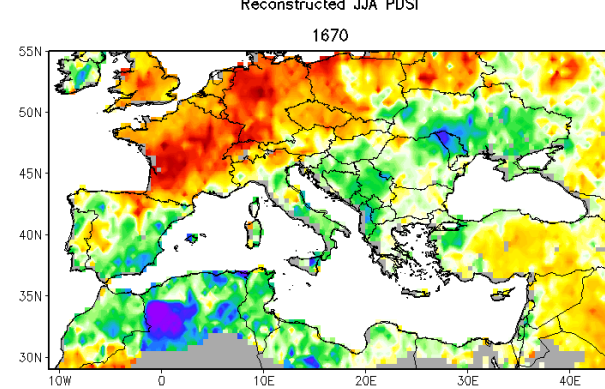 Reconstructed JJA PDSI
1670
55N
50N
45N
40N
35N
30N
10W 0 10E 20E 30E 40E